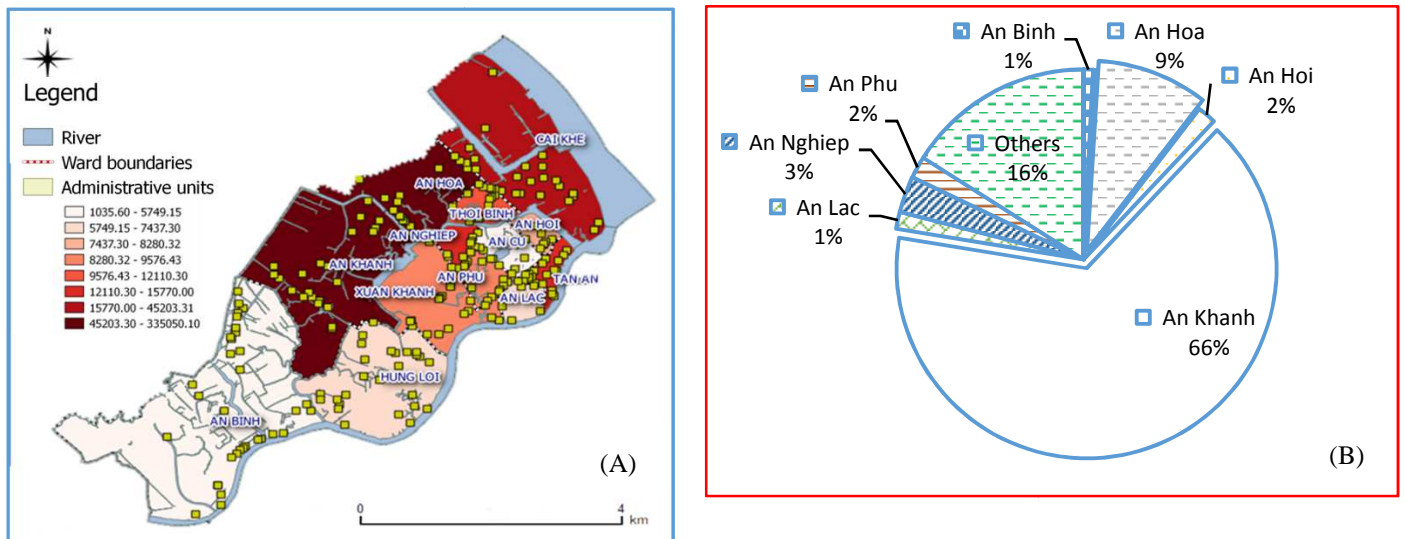 N
Legend
River
Ward boundaries
Administrative units
1035.60 - 5749.15
5749.15 - 7437.30
7437.30 - 8280.32
8280.32 - 9576.43
9576.43 - 12110.30
12110.30 - 15770.00
15770.00 - 45203.31
45203.30 - 335050.10
CAI KHE
AN HOA
THOI BINH
AN HOI
AN NGHIEP
AN CU
AN KHANH
AN PHU
TAN AN
XUAN KHANH
AN LAC
HUNG LOI
AN BINH
(A)
0
4
km
An Binh
1%
An Hoa
9%
An Hoi
2%
An Phu
2%
An Nghiep
3%
Others
16%
An Lac
1%
An Khanh
66%
(B)